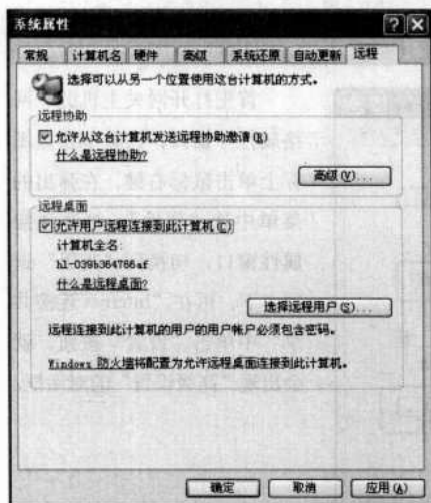 系统属性
常规 计算机名 硬件 高级 系统还原 自动更新 远程
选择可以从另一个位置使用这台计算机的方式。
远程协助
允许从这台计算机发送远程协助邀请(R)
什么是远程协助?
高级(V)...
远程桌面
允许用户远程连接到此计算机(C)
计算机全名:
hl-039b364766af
什么是远程桌面?
选择远程用户(S)...
远程连接到此计算机的用户的用户帐户必须包含密码。
Windows 防火墙将配置为允许远程桌面连接到此计算机。
确定 取消 应用(A)